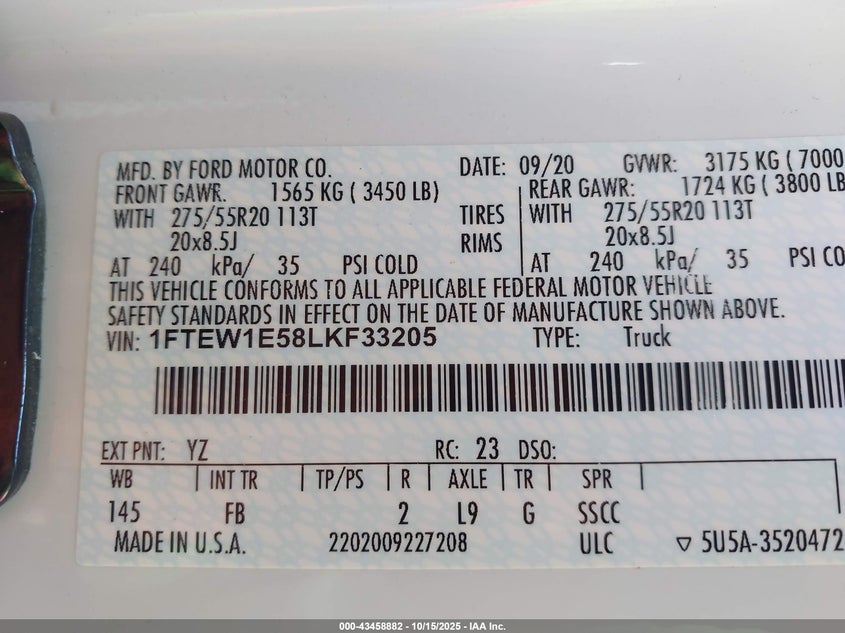 MFD. BY FORD MOTOR CO. DATE: 09/20 GVWR: 3175 KG ( 7000
FRONT GAWR. 1565 KG ( 3450 LB) REAR GAWR: 1724 KG ( 3800 LB
WITH 275/55R20 113T TIRES WITH 275/55R20 113T
20x8.5J RIMS 20x8.5J
AT 240 kPa/ 35 PSI COLD AT 240 kPa/ 35 PSI CO
THIS VEHICLE CONFORMS TO ALL APPLICABLE FEDERAL MOTOR VEHICLE
SAFETY STANDARDS IN EFFECT ON THE DATE OF MANUFACTURE SHOWN ABOVE.
VIN: 1FTEW1E58LKF33205 TYPE: Truck
EXT PNT: YZ RC: 23 DSO:
WB INT TR TP/PS R AXLE TR SPR
145 FB 2 L9 G SSCC
MADE IN U.S.A. 2202009227208 ULC ▽ 5U5A-3520472
000-43458882 - 10/15/2025 - IAA Inc.